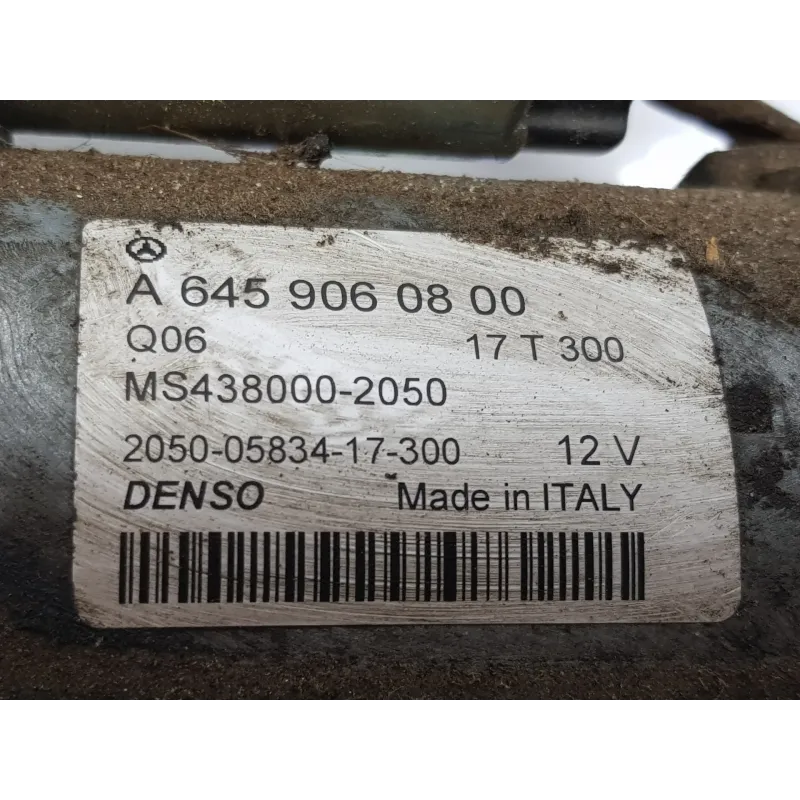 A 645 906 08 00
Q06 17 T 300
MS438000-2050
2050-05834-17-300 12 V
DENSO Made in ITALY